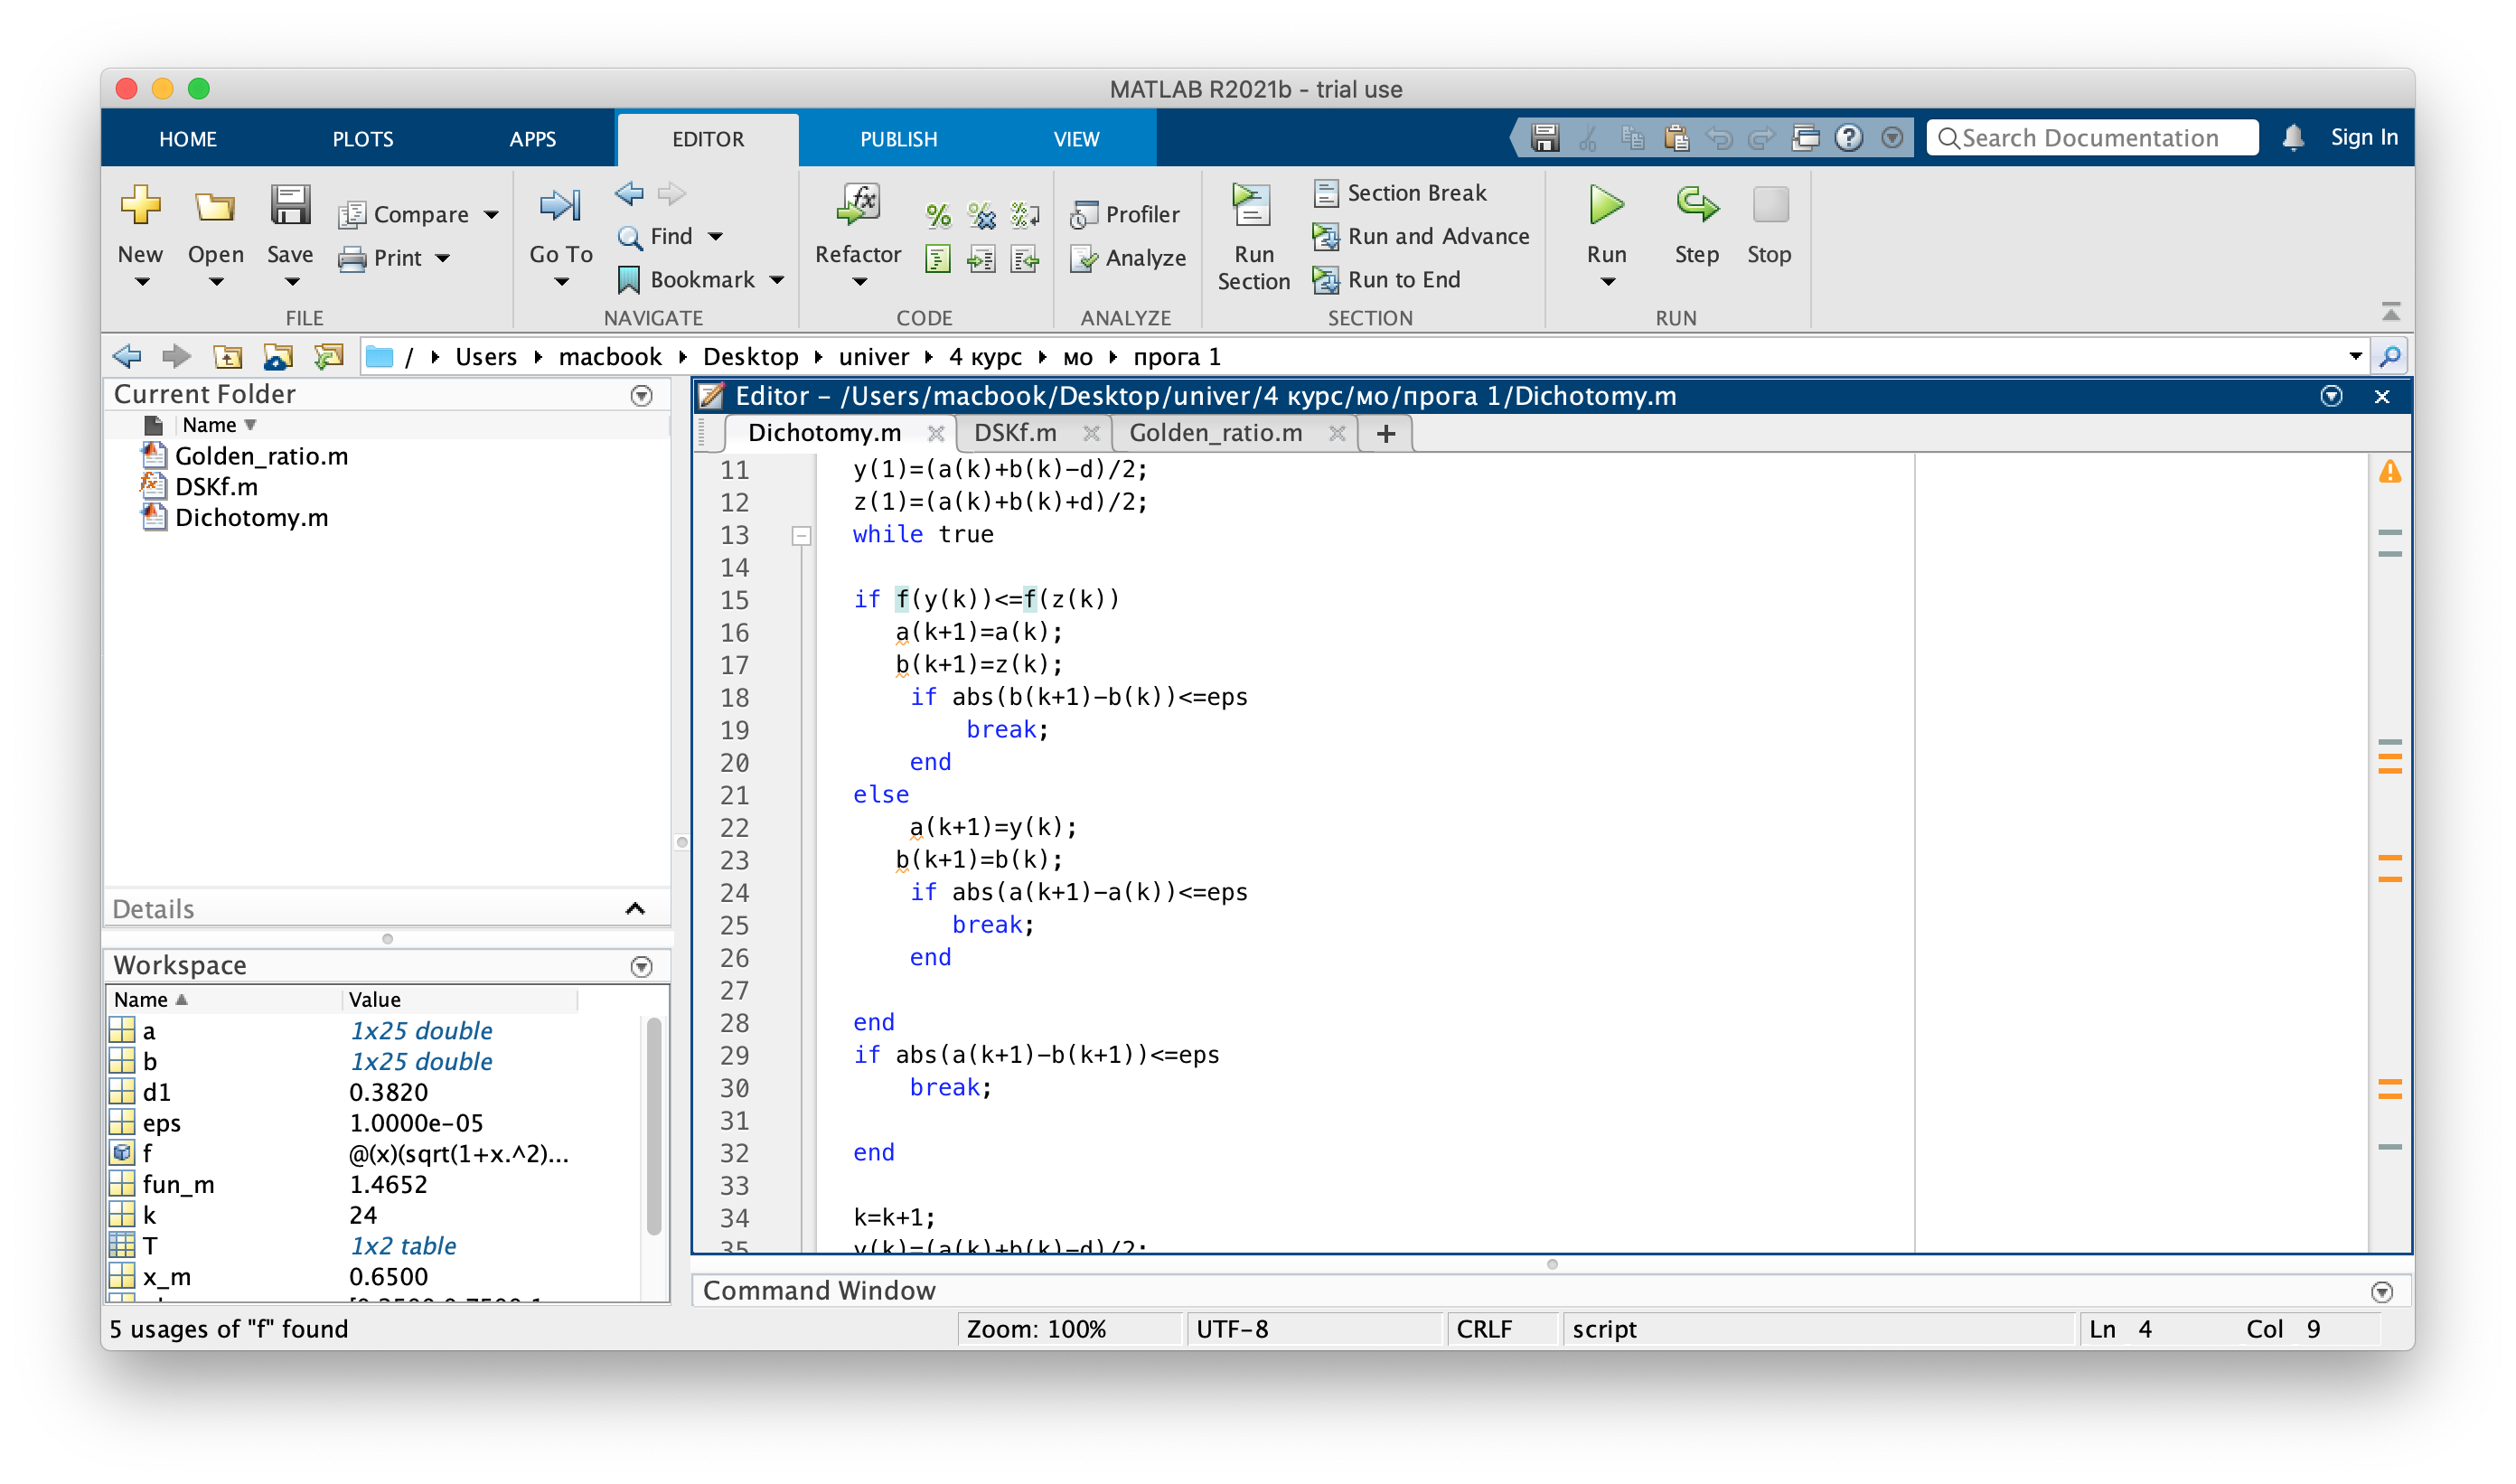 MATLAB R2021b - trial use
HOME PLOTS APPS EDITOR PUBLISH VIEW Search Documentation Sign In
New Open Save Compare Print FILE
Go To Find Bookmark NAVIGATE
Refactor CODE
Profiler Analyze ANALYZE
Run Section Section Break Run and Advance Run to End SECTION
Run Step Stop RUN
/ Users macbook Desktop univer 4 курс мо прога 1
Current Folder
Name
Golden_ratio.m
DSKf.m
Dichotomy.m
Details
Workspace
Name Value
a 1x25 double
b 1x25 double
d1 0.3820
eps 1.0000e-05
f @(x)(sqrt(1+x.^2)...
fun_m 1.4652
k 24
T 1x2 table
x_m 0.6500
Editor – /Users/macbook/Desktop/univer/4 курс/мо/прога 1/Dichotomy.m
Dichotomy.m DSKf.m Golden_ratio.m +
11 y(1)=(a(k)+b(k)-d)/2;
12 z(1)=(a(k)+b(k)+d)/2;
13 while true
14
15 if f(y(k))<=f(z(k))
16 a(k+1)=a(k);
17 b(k+1)=z(k);
18 if abs(b(k+1)-b(k))<=eps
19 break;
20 end
21 else
22 a(k+1)=y(k);
23 b(k+1)=b(k);
24 if abs(a(k+1)-a(k))<=eps
25 break;
26 end
27
28 end
29 if abs(a(k+1)-b(k+1))<=eps
30 break;
31
32 end
33
34 k=k+1;
35 y(k)=(a(k)+b(k)-d)/2;
Command Window
5 usages of "f" found Zoom: 100% UTF-8 CRLF script Ln 4 Col 9